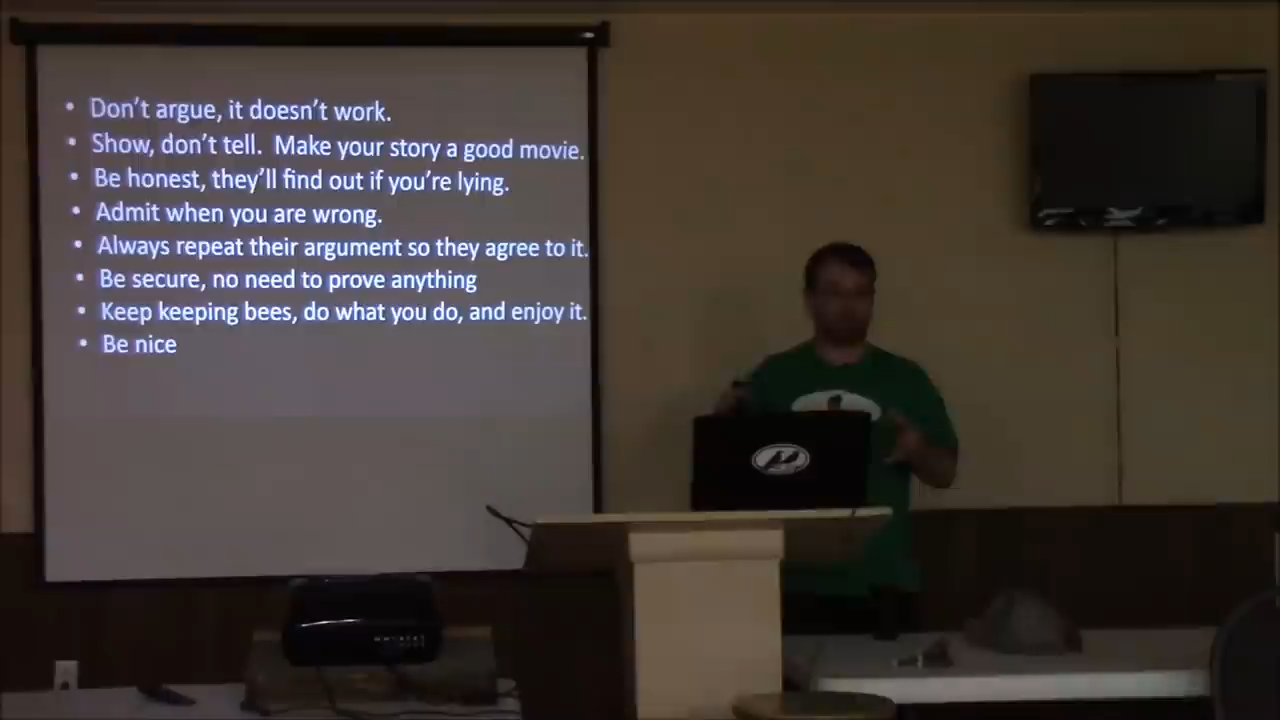 • Don't argue, it doesn't work.
• Show, don't tell.  Make your story a good movie.
• Be honest, they'll find out if you're lying.
• Admit when you are wrong.
• Always repeat their argument so they agree to it.
• Be secure, no need to prove anything
• Keep keeping bees, do what you do, and enjoy it.
• Be nice